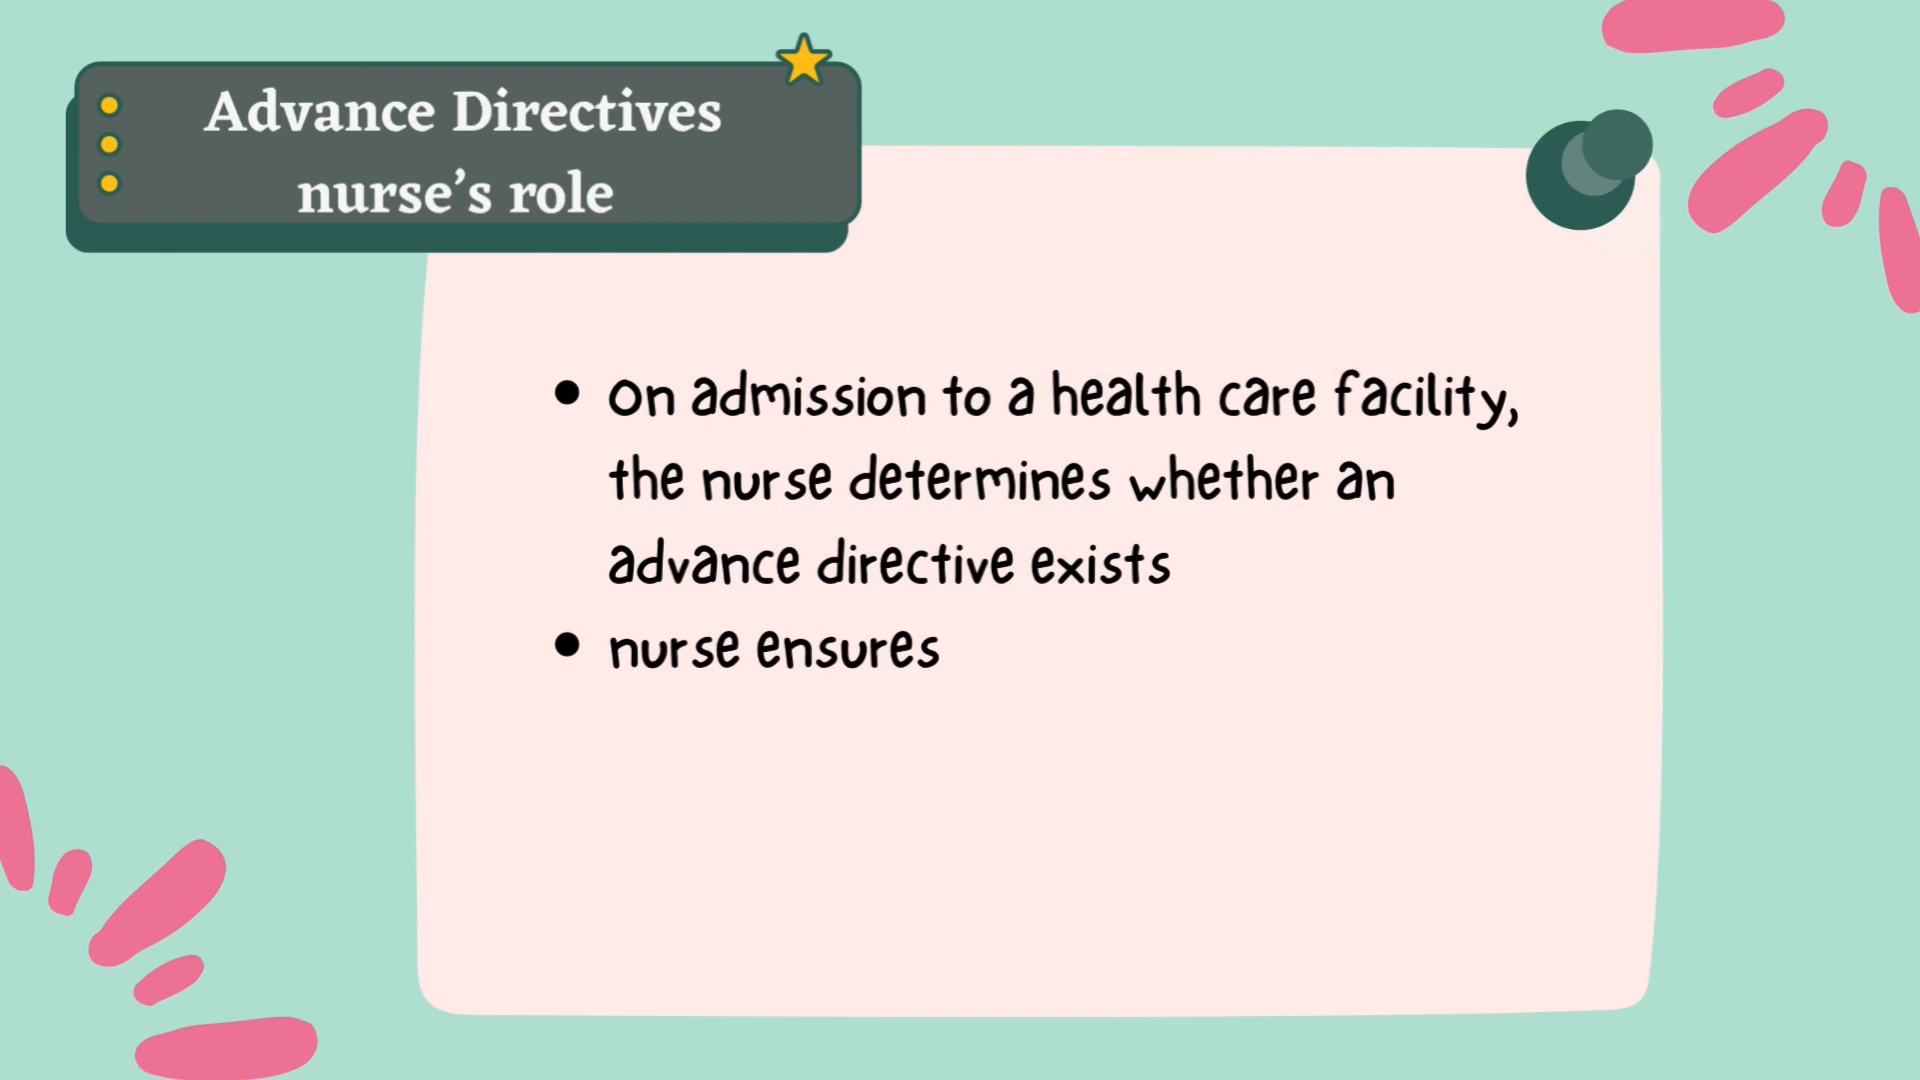 Advance Directives
nurse's role
• On admission to a health care facility,
the nurse determines whether an
advance directive exists
• nurse ensures